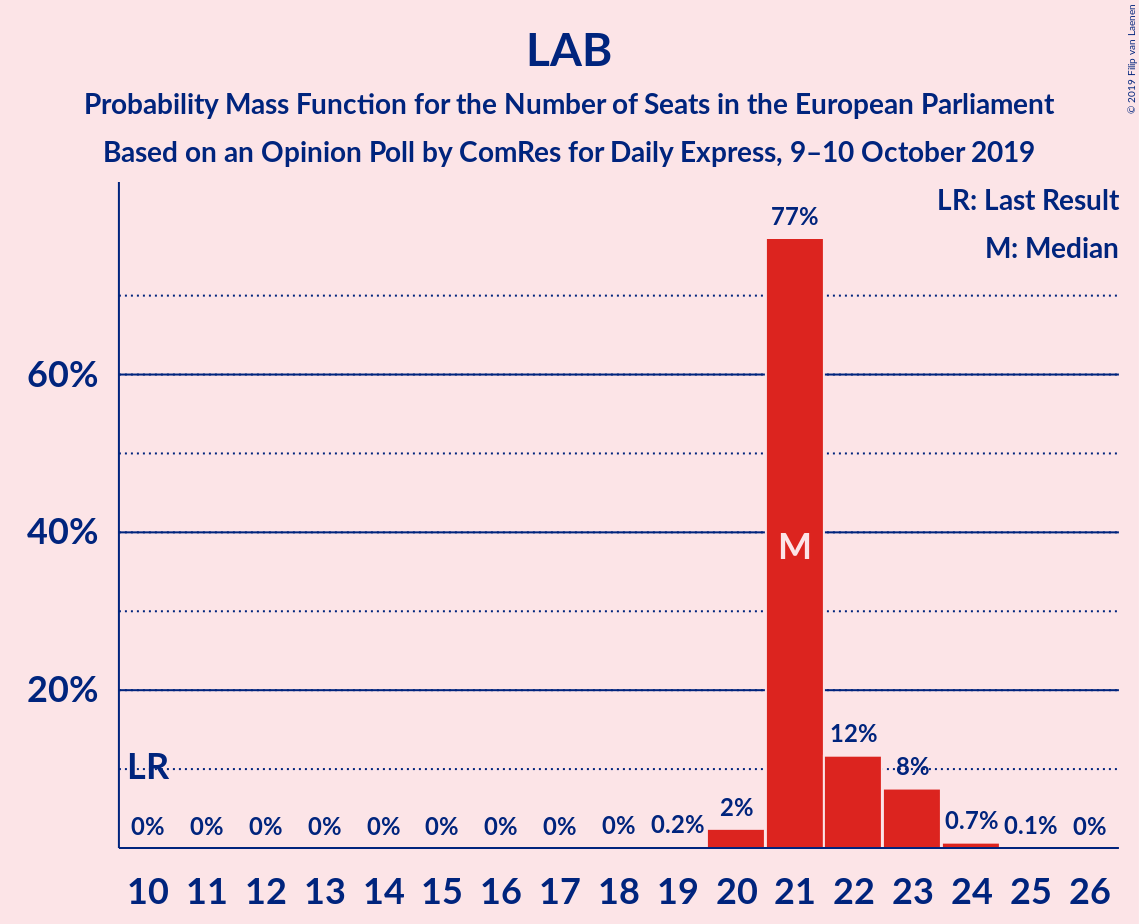 © 2019 Filip van Laenen
LAB
Probability Mass Function for the Number of Seats in the European Parliament
Based on an Opinion Poll by ComRes for Daily Express, 9–10 October 2019
LR: Last Result
M: Median
77%
60%
40%
M
20%
12%
LR
8%
2%
0% 0% 0% 0% 0% 0% 0% 0% 0% 0.2% 0.7% 0.1% 0%
10 11 12 13 14 15 16 17 18 19 20 21 22 23 24 25 26